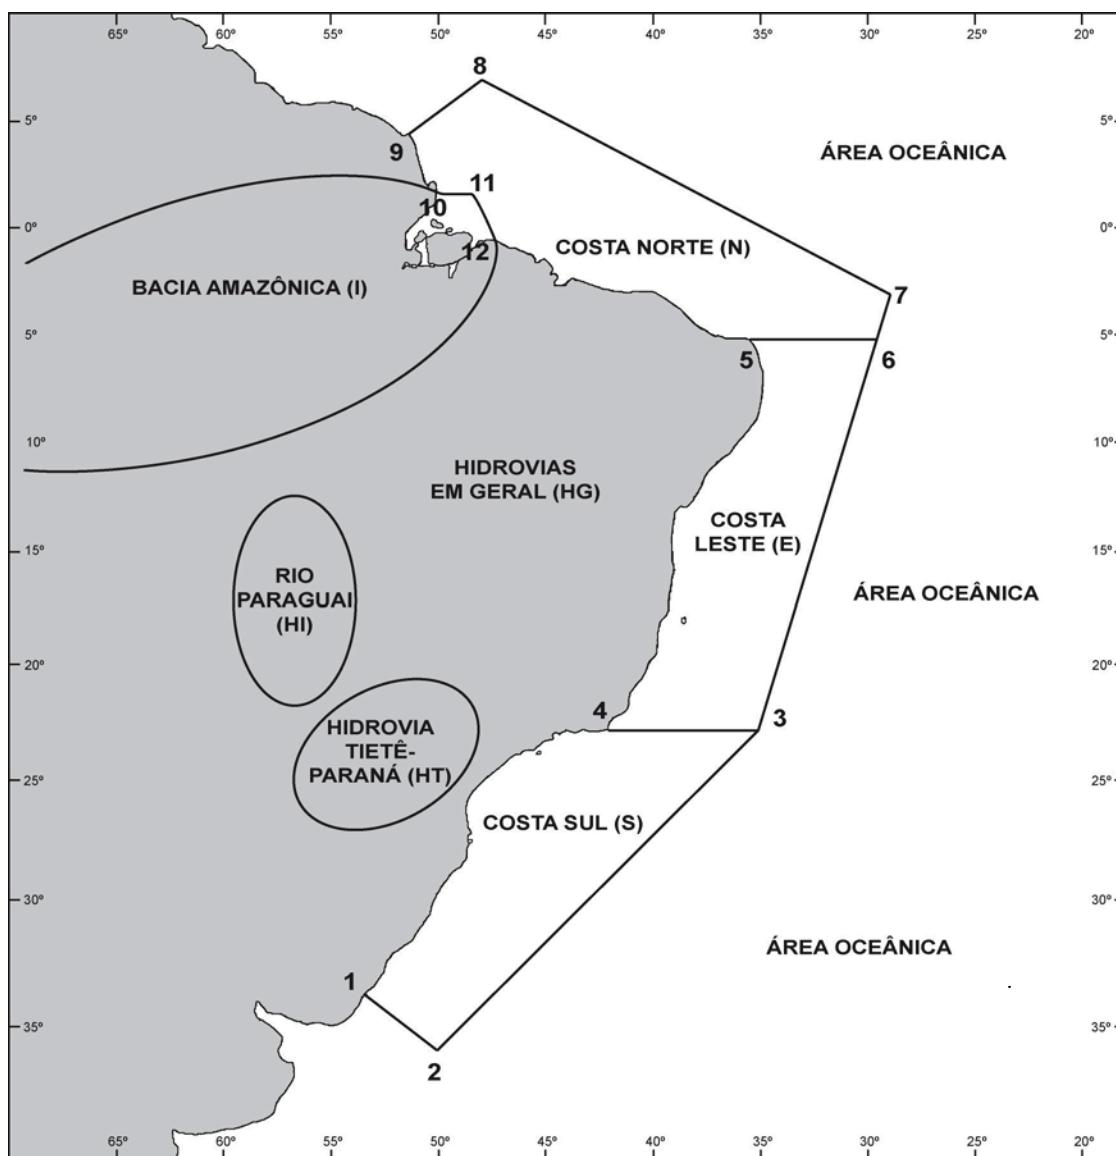 65° 60° 55° 50° 45° 40° 35° 30° 25° 20°
8
5° 5°
9
ÁREA OCEÂNICA
11
10
0° 0°
COSTA NORTE (N)
12
BACIA AMAZÔNICA (I)
7
5° 5°
5
6
10° 10°
HIDROVIAS
EM GERAL (HG)
COSTA
LESTE (E)
15° 15°
RIO
PARAGUAI
(HI)
ÁREA OCEÂNICA
20° 20°
4
3
HIDROVIA
TIETÊ-
PARANÁ (HT)
25° 25°
COSTA SUL (S)
30° 30°
ÁREA OCEÂNICA
1
35° 35°
2
65° 60° 55° 50° 45° 40° 35° 30° 25° 20°